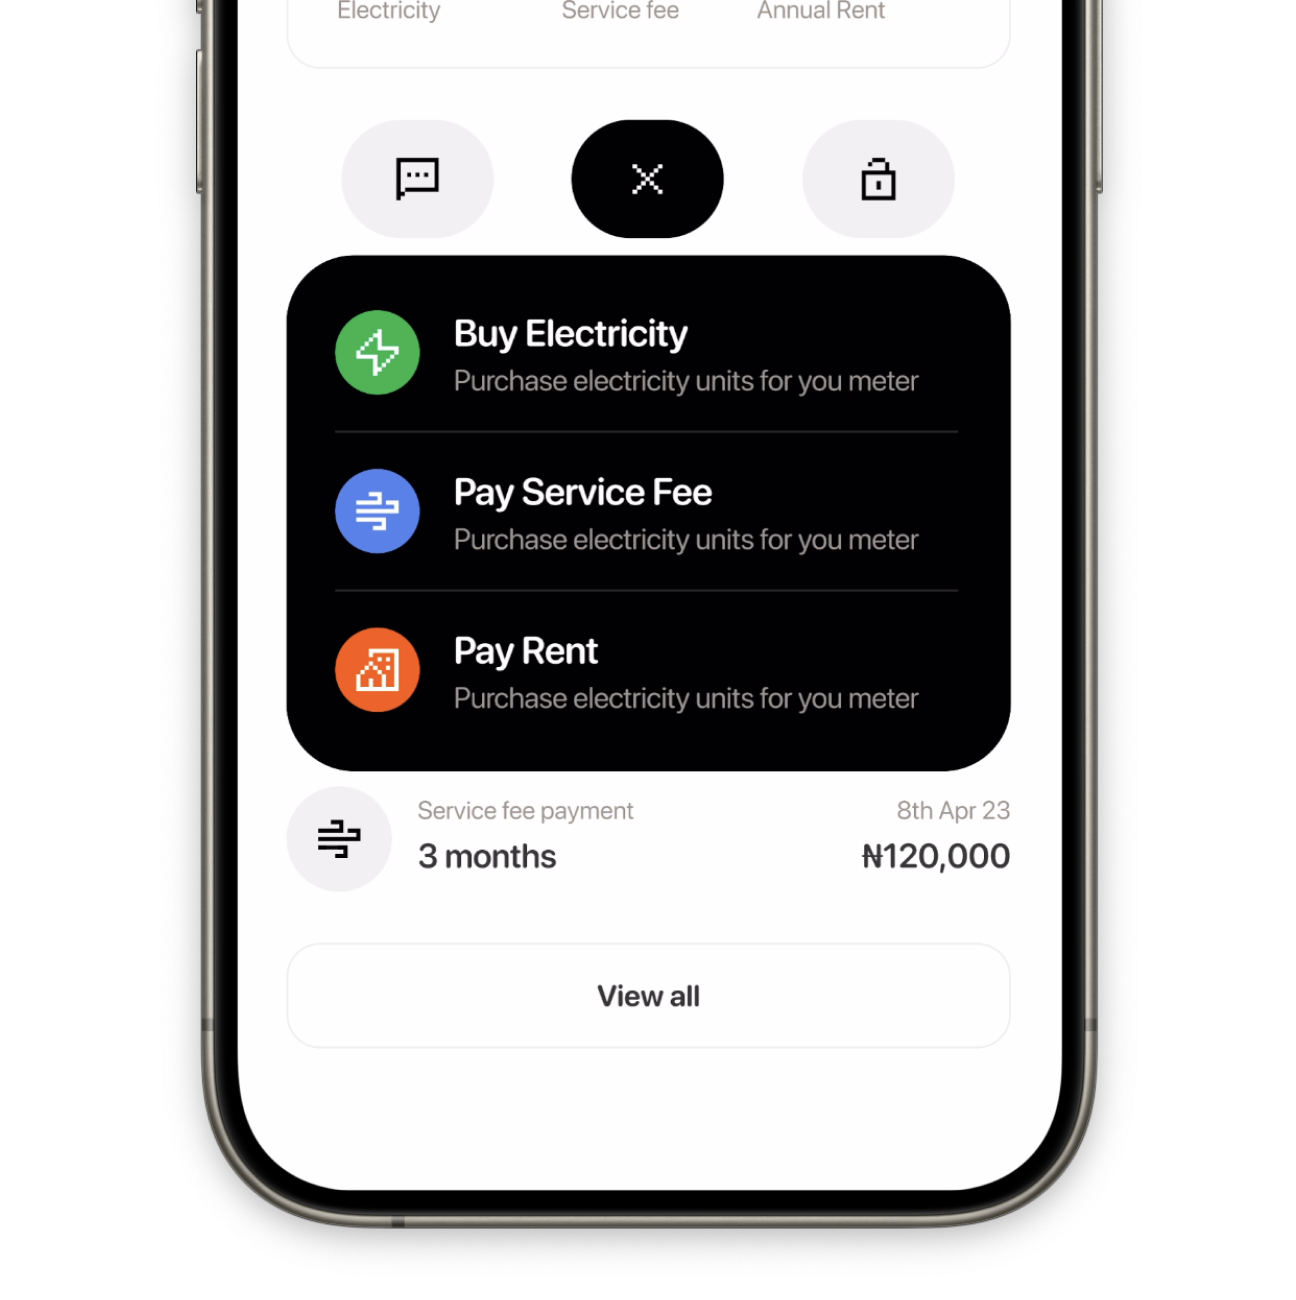 Electricity Service fee Annual Rent
Buy Electricity
Purchase electricity units for you meter
Pay Service Fee
Purchase electricity units for you meter
Pay Rent
Purchase electricity units for you meter
Service fee payment 8th Apr 23
3 months ₦120,000
View all